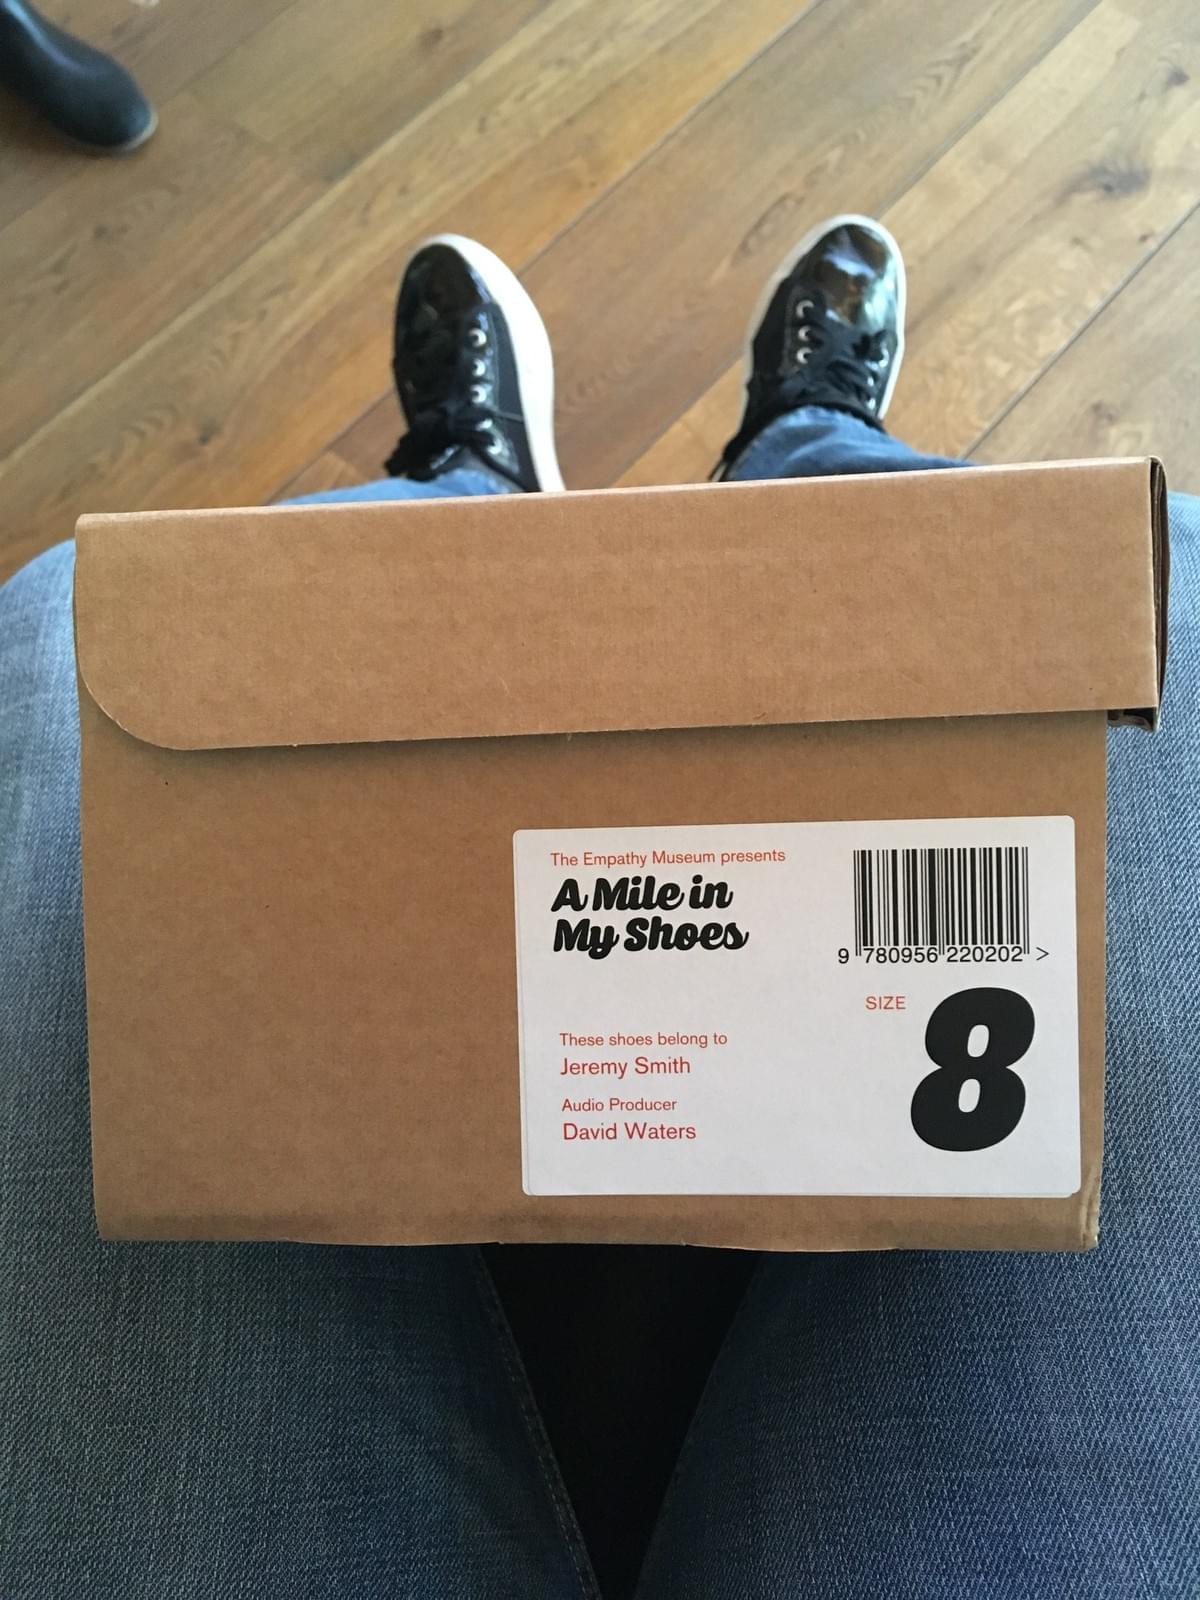 The Empathy Museum presents
A Mile in
My Shoes
9 780956 220202 >
SIZE
8
These shoes belong to
Jeremy Smith
Audio Producer
David Waters